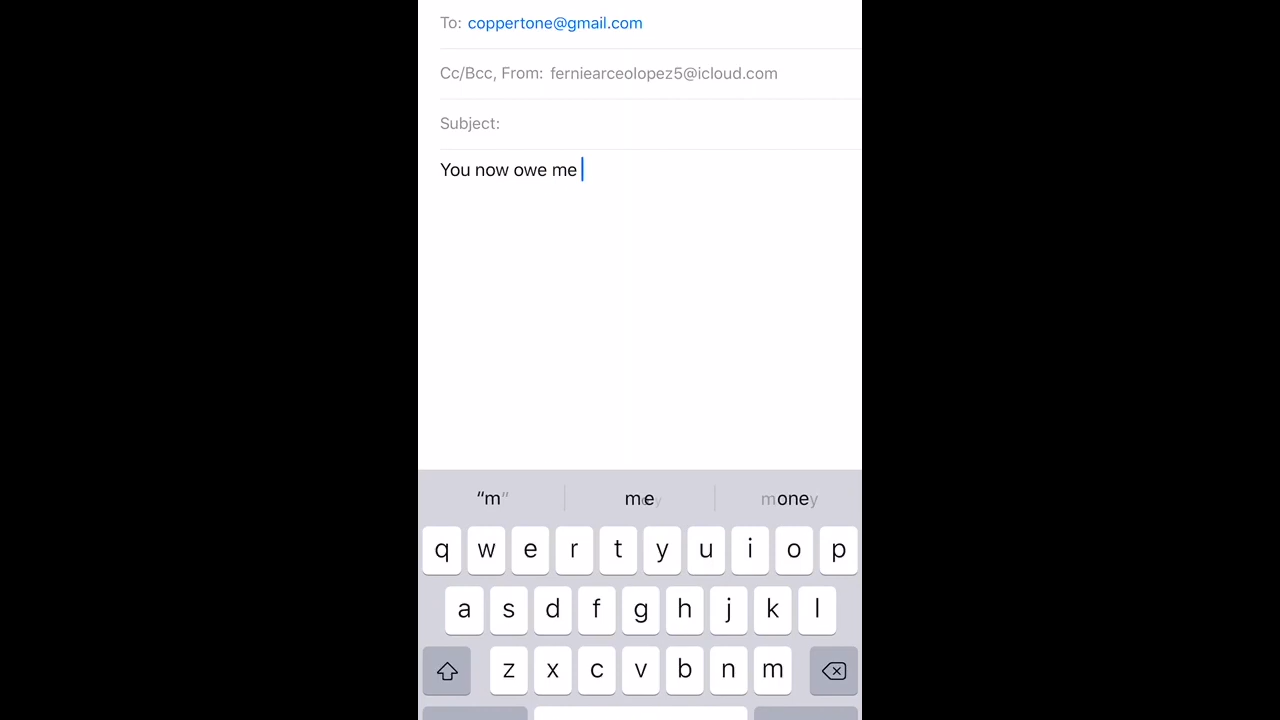 To: coppertone@gmail.com
Cc/Bcc, From: ferniearceolopez5@icloud.com
Subject:
You now owe me
“m” me money
q w e r t y u i o p
a s d f g h j k l
z x c v b n m